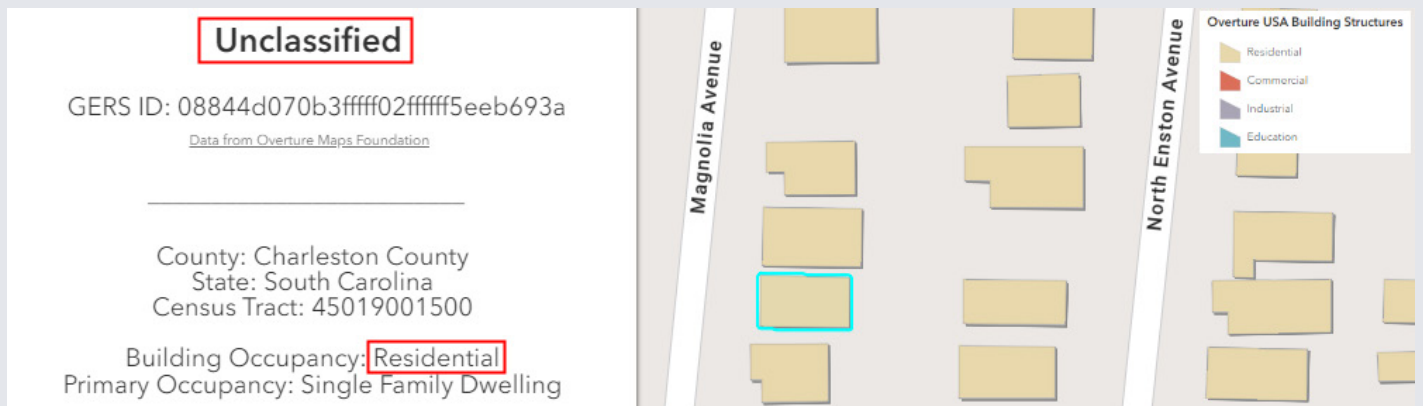 Unclassified
GERS ID: 08844d070b3fffff02ffffff5eeb693a
Data from Overture Maps Foundation
County: Charleston County
State: South Carolina
Census Tract: 45019001500
Building Occupancy: Residential
Primary Occupancy: Single Family Dwelling
Magnolia Avenue
North Enston Avenue
Overture USA Building Structures
Residential
Commercial
Industrial
Education